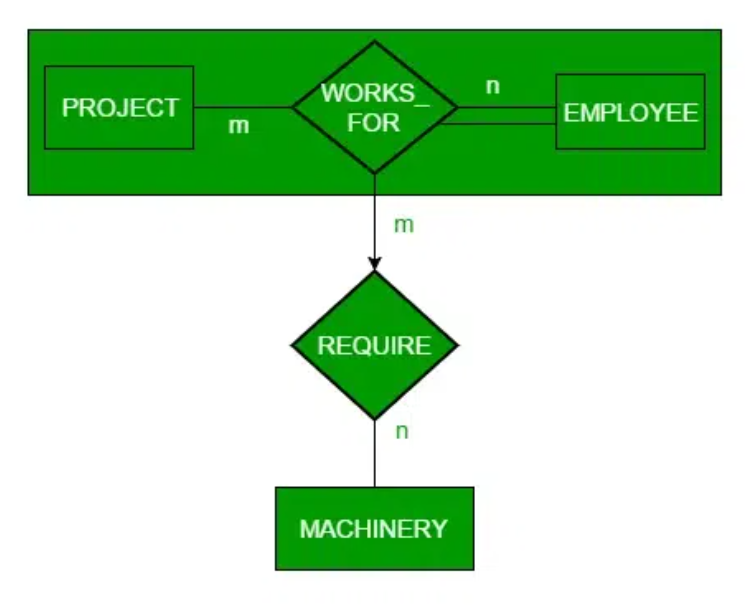 PROJECT
m
WORKS_
FOR
n
EMPLOYEE
m
REQUIRE
n
MACHINERY